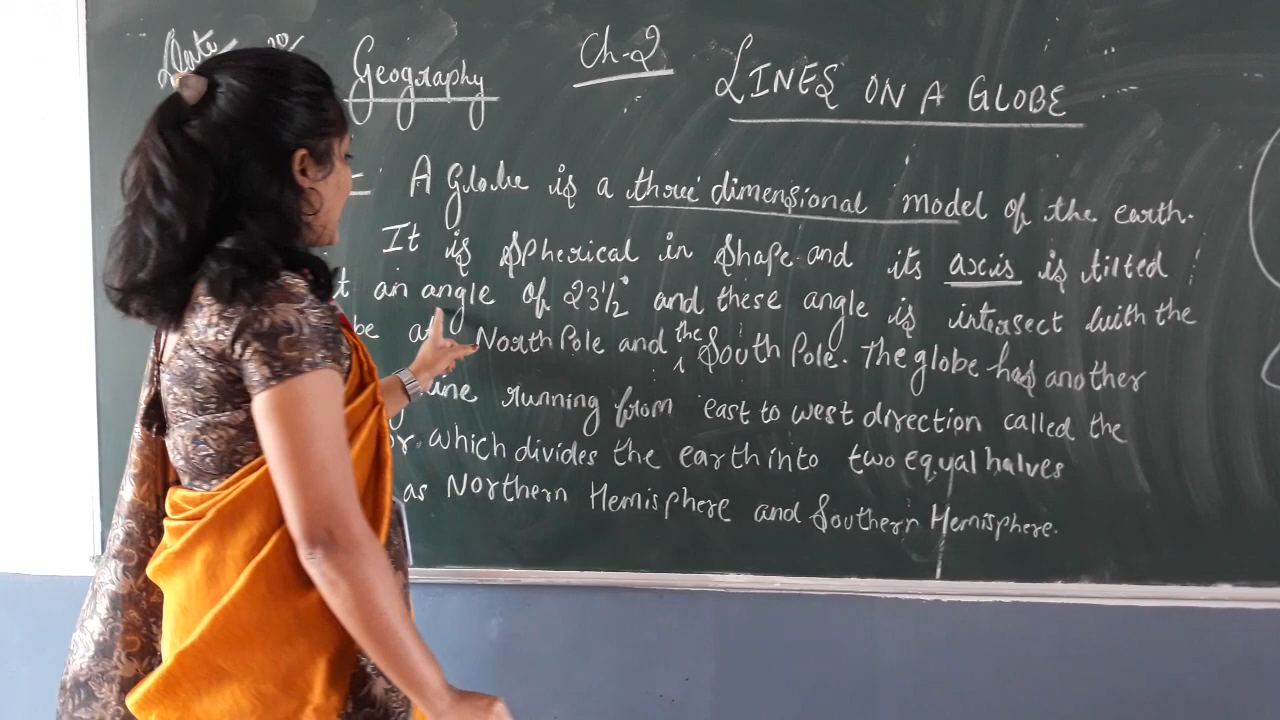 Date
Geography Ch-2 LINES ON A GLOBE
A Globe is a three dimensional model of the earth.
It is spherical in shape and its axis is tilted
an angle of 23½° and these angle is intersect with the
North Pole and the South Pole. The globe has another
running from east to west direction called the
which divides the earth into two equal halves
as Northern Hemisphere and Southern Hemisphere.